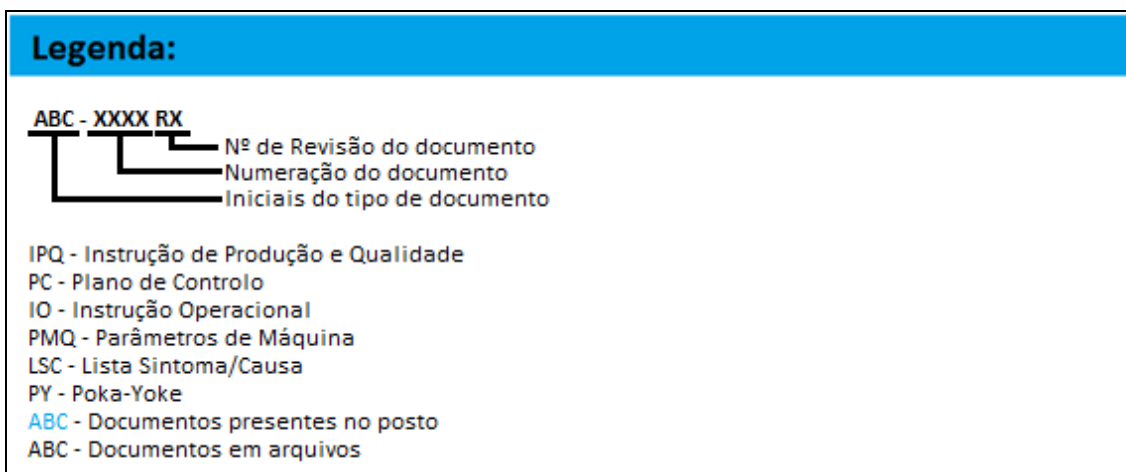 Legenda:
ABC - XXXX RX
Nº de Revisão do documento
Numeração do documento
Iniciais do tipo de documento
IPQ - Instrução de Produção e Qualidade
PC - Plano de Controlo
IO - Instrução Operacional
PMQ - Parâmetros de Máquina
LSC - Lista Sintoma/Causa
PY - Poka-Yoke
ABC - Documentos presentes no posto
ABC - Documentos em arquivos